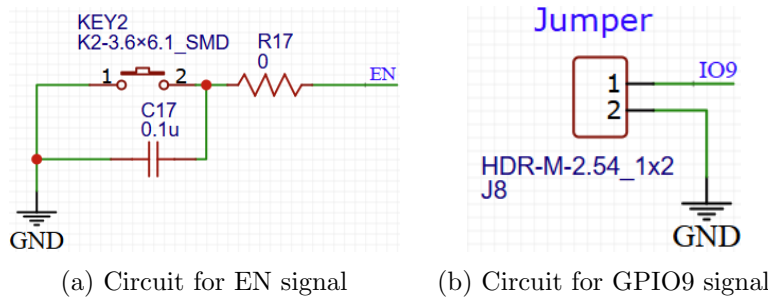 KEY2
K2-3.6×6.1_SMD
R17
0
EN
1
2
C17
0.1u
GND
(a) Circuit for EN signal
Jumper
IO9
1
2
HDR-M-2.54_1x2
J8
GND
(b) Circuit for GPIO9 signal